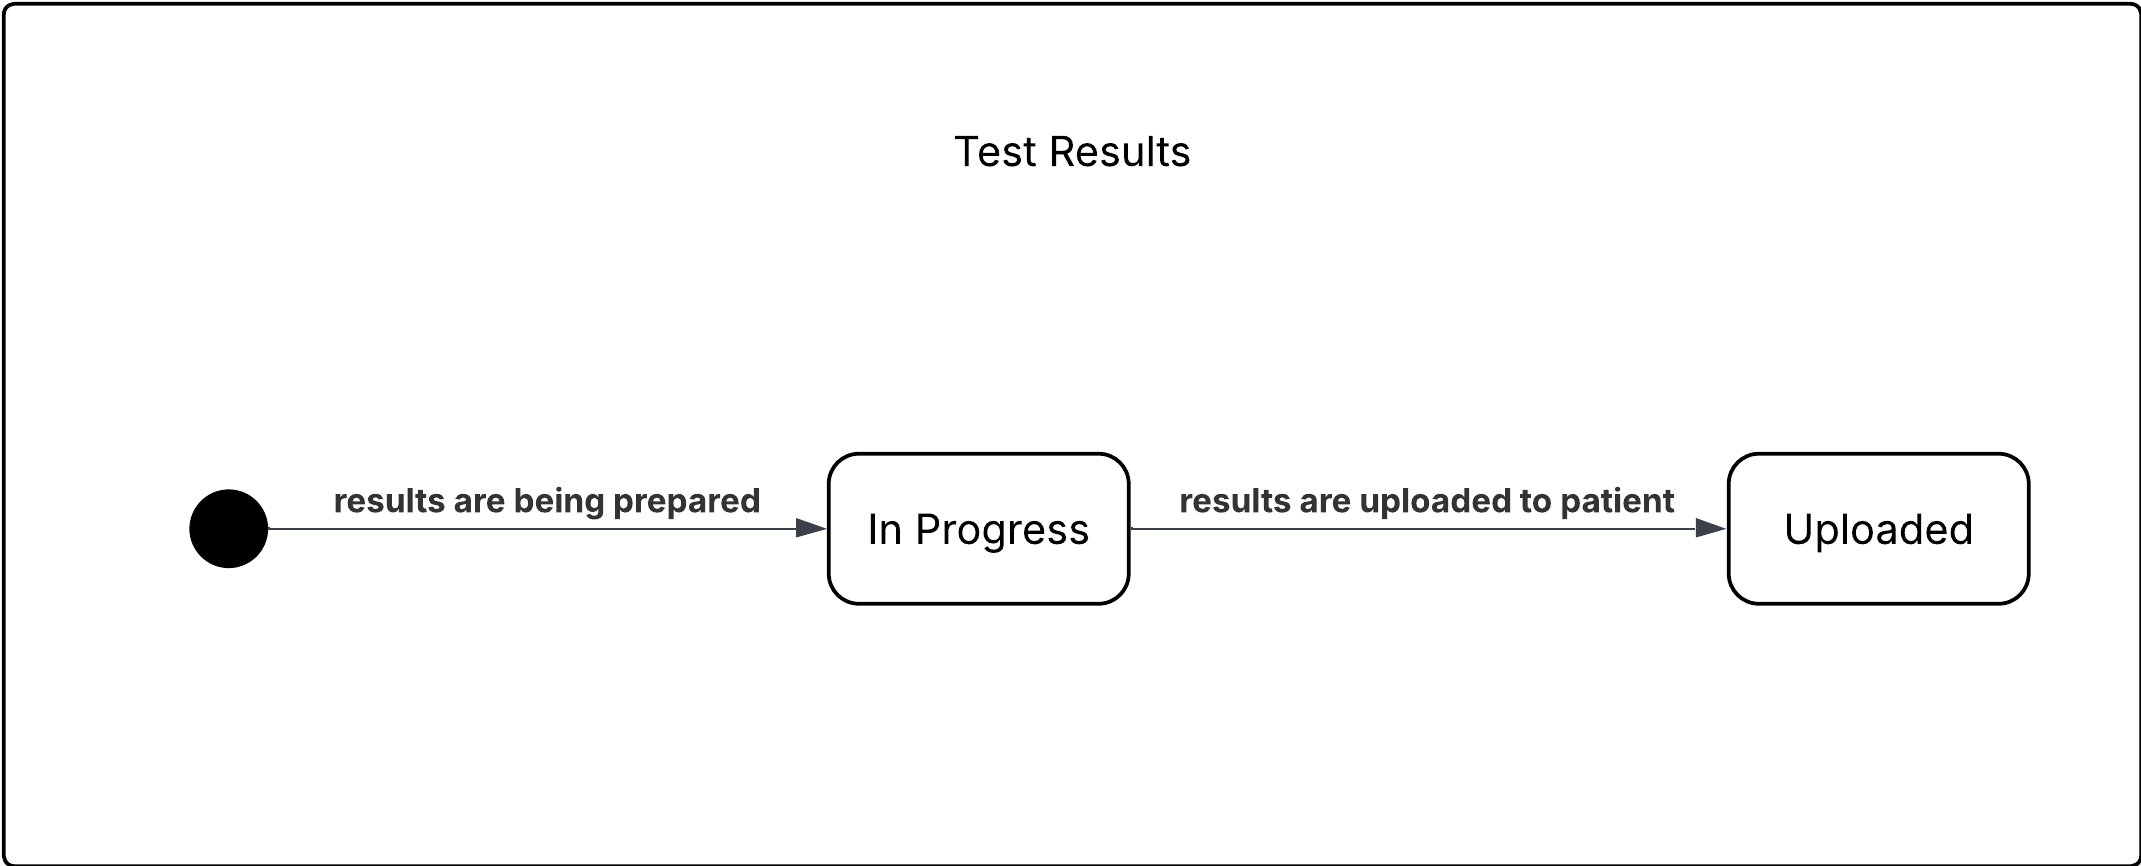 Test Results
results are being prepared
In Progress
results are uploaded to patient
Uploaded